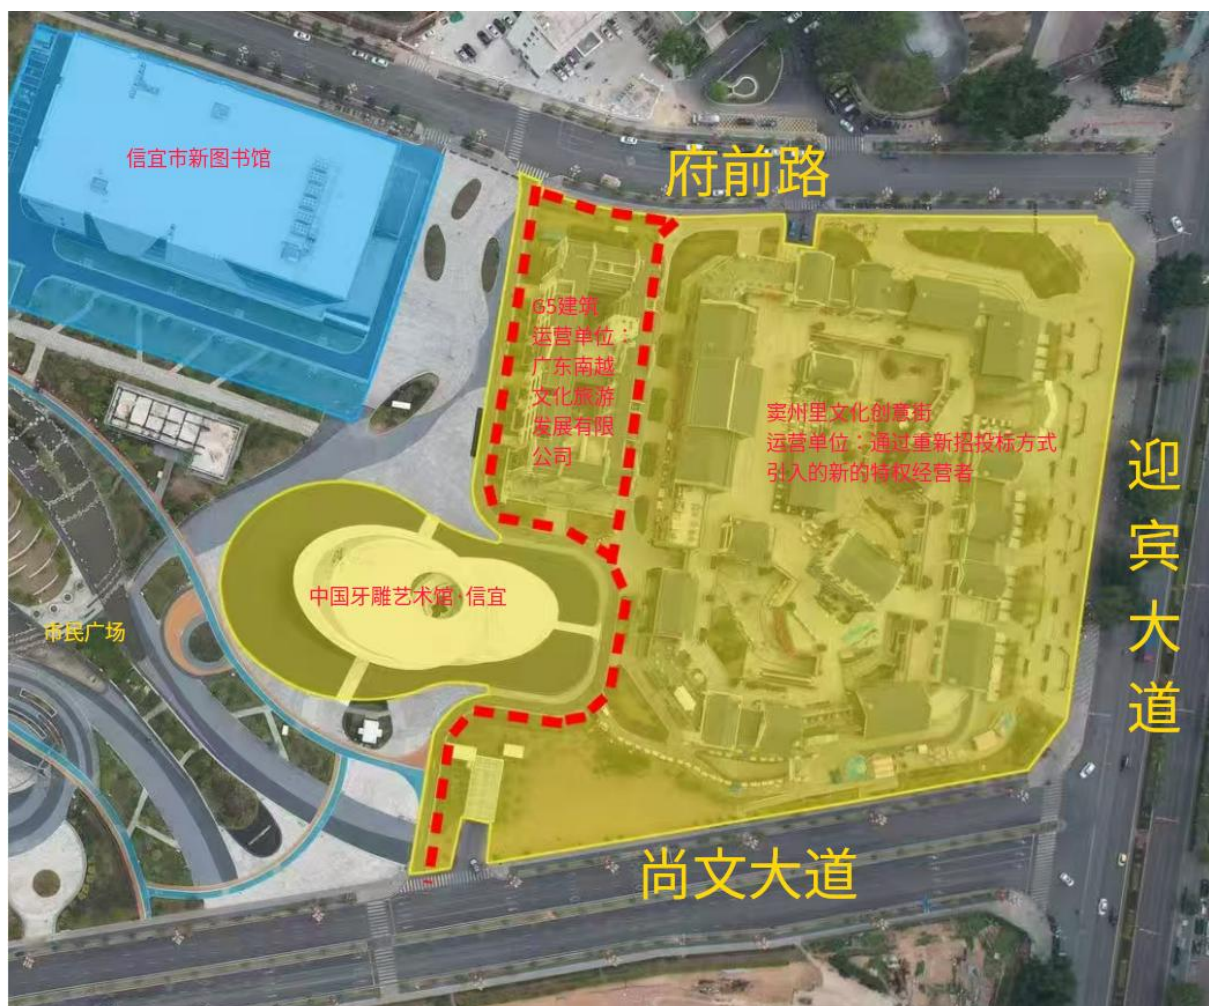 信宜市新图书馆
府前路
G5建筑
运营单位：
广东南越
文化旅游
发展有限
公司
窦州里文化创意街
运营单位：通过重新招投标方式
引入的新的特权经营者
迎宾大道
中国牙雕艺术馆·信宜
市民广场
尚文大道